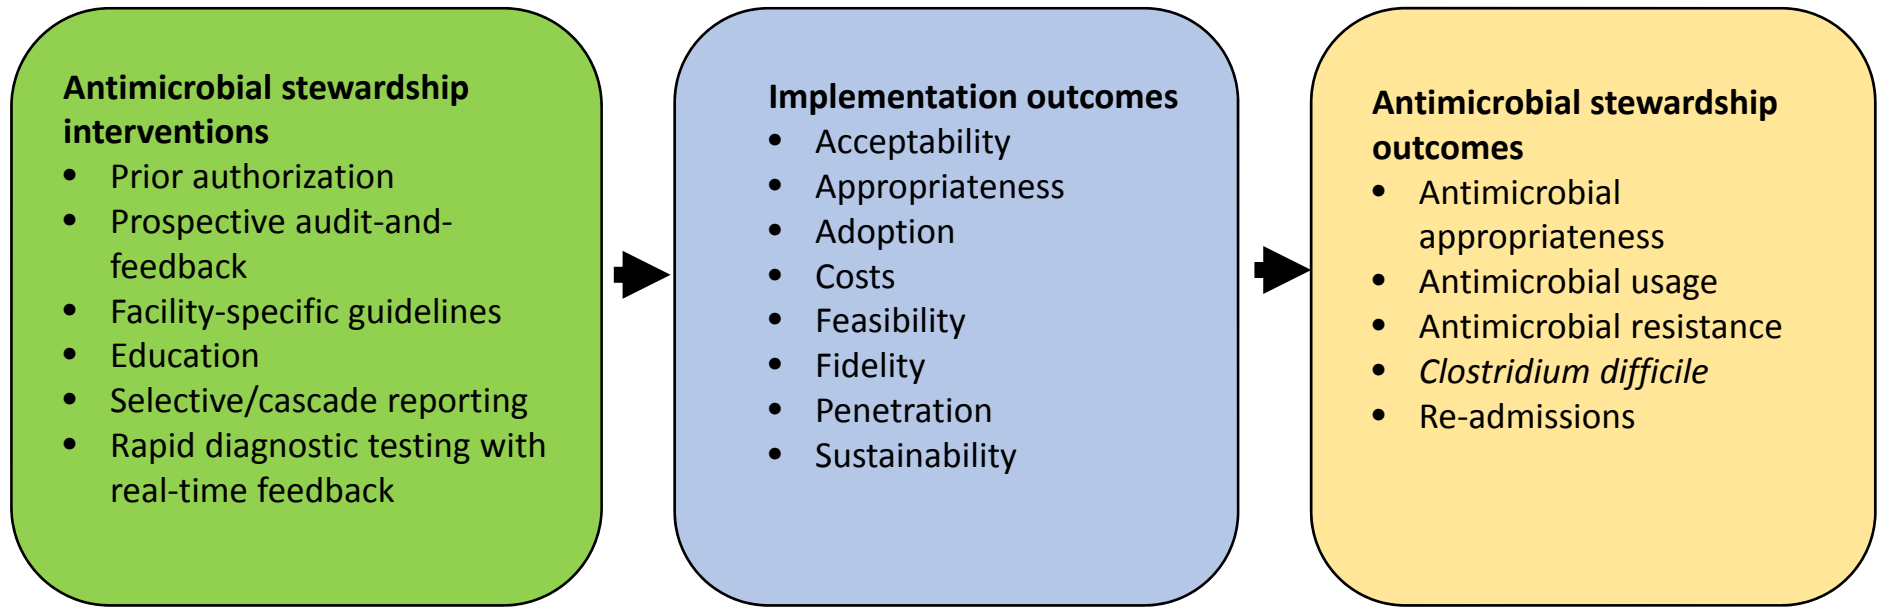 Antimicrobial stewardship
interventions
• Prior authorization
• Prospective audit-and-
feedback
• Facility-specific guidelines
• Education
• Selective/cascade reporting
• Rapid diagnostic testing with
real-time feedback
Implementation outcomes
• Acceptability
• Appropriateness
• Adoption
• Costs
• Feasibility
• Fidelity
• Penetration
• Sustainability
Antimicrobial stewardship
outcomes
• Antimicrobial
appropriateness
• Antimicrobial usage
• Antimicrobial resistance
• Clostridium difficile
• Re-admissions